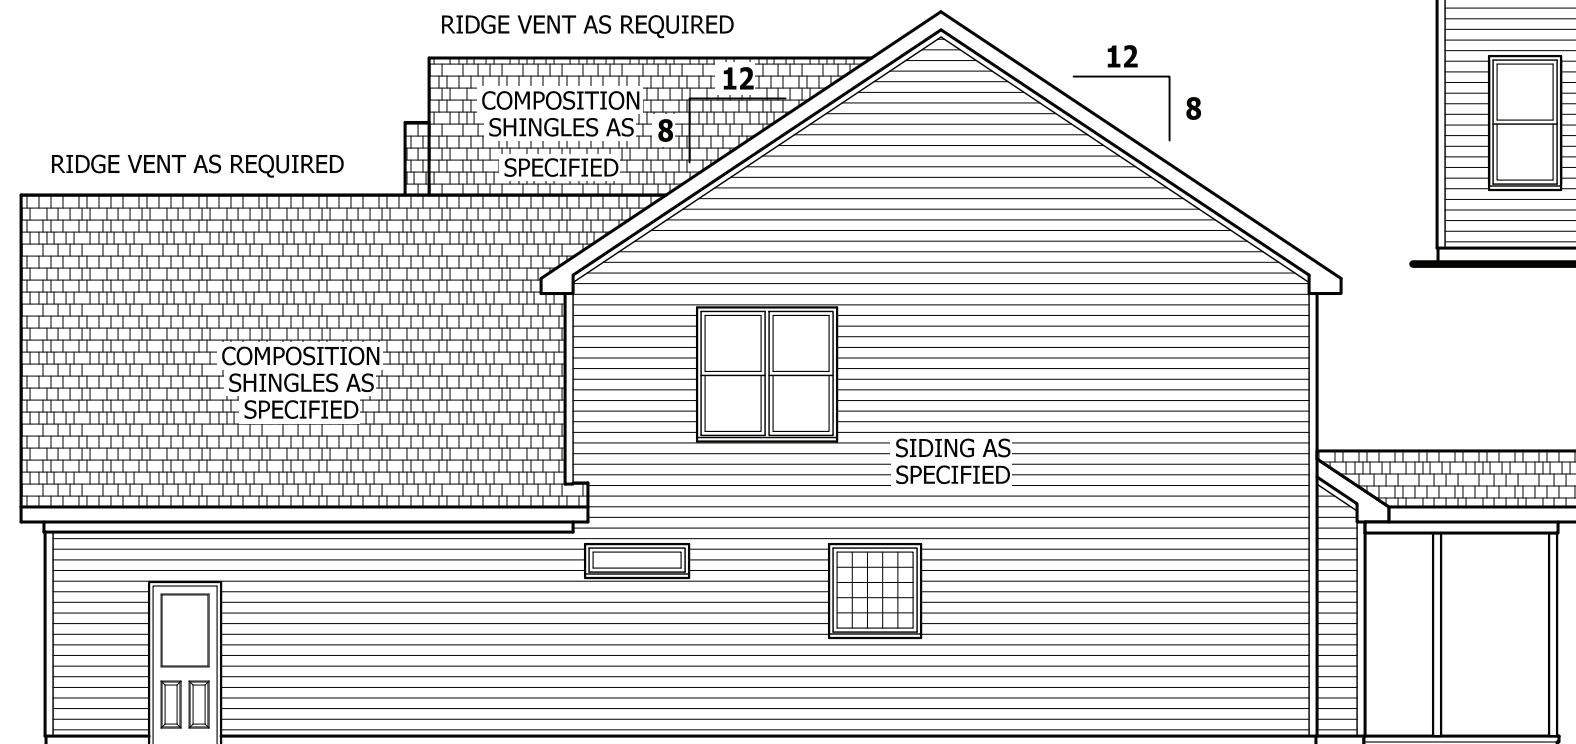 RIDGE VENT AS REQUIRED
12
8
COMPOSITION
SHINGLES AS
SPECIFIED
12
8
RIDGE VENT AS REQUIRED
COMPOSITION
SHINGLES AS
SPECIFIED
SIDING AS
SPECIFIED